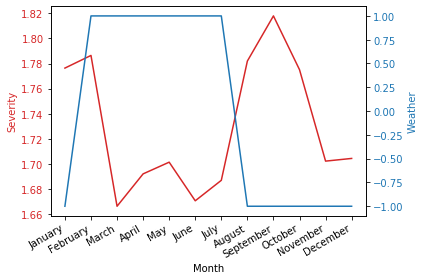 1.82
1.80
1.78
1.76
1.74
1.72
1.70
1.68
1.66
Severity
1.00
0.75
0.50
0.25
0.00
−0.25
−0.50
−0.75
−1.00
Weather
January
February
March
April
May
June
July
August
September
October
November
December
Month